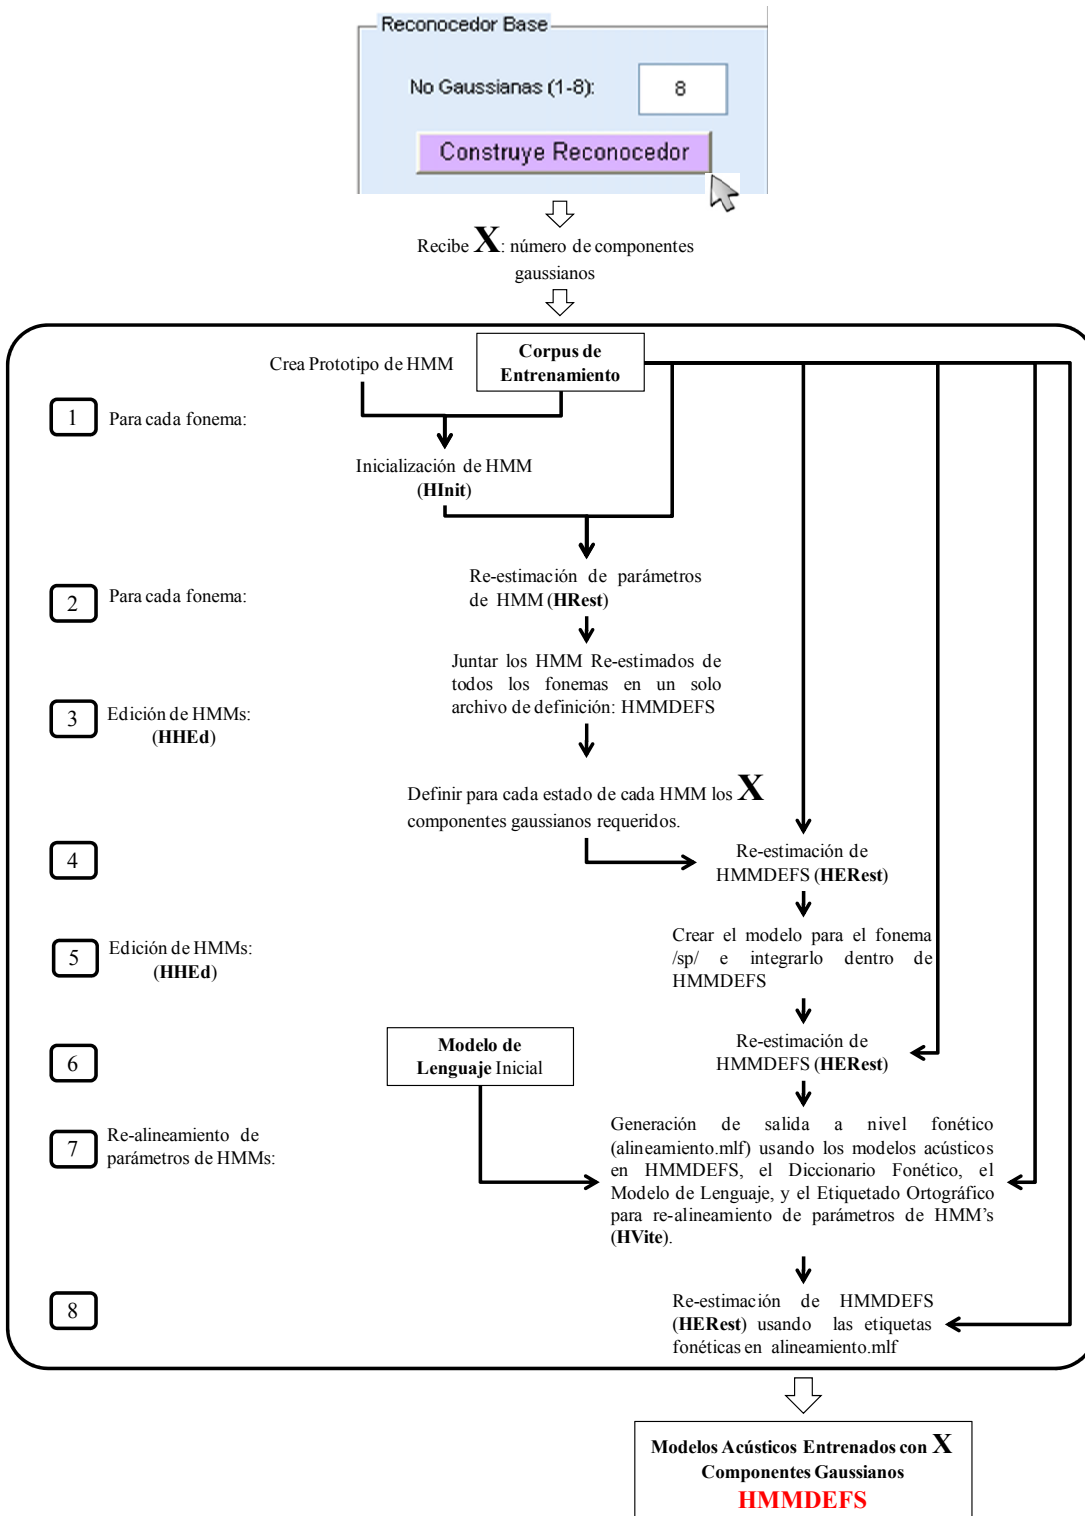 Reconocedor Base
No Gaussianas (1-8):
8
Construye Reconocedor
Recibe X: número de componentes
gaussianos
Crea Prototipo de HMM
Corpus de
Entrenamiento
1
Para cada fonema:
Inicialización de HMM
(HInit)
2
Para cada fonema:
Re-estimación de parámetros
de HMM (HRest)
Juntar los HMM Re-estimados de
todos los fonemas en un solo
archivo de definición: HMMDEFS
3
Edición de HMMs:
(HHEd)
Definir para cada estado de cada HMM los X
componentes gaussianos requeridos.
4
Re-estimación de
HMMDEFS (HERest)
5
Edición de HMMs:
(HHEd)
Crear el modelo para el fonema
/sp/ e integrarlo dentro de
HMMDEFS
6
Modelo de
Lenguaje Inicial
Re-estimación de
HMMDEFS (HERest)
7
Re-alineamiento de
parámetros de HMMs:
Generación de salida a nivel fonético
(alineamiento.mlf) usando los modelos acústicos
en HMMDEFS, el Diccionario Fonético, el
Modelo de Lenguaje, y el Etiquetado Ortográfico
para re-alineamiento de parámetros de HMM's
(HVite).
8
Re-estimación de HMMDEFS
(HERest) usando las etiquetas
fonéticas en alineamiento.mlf
Modelos Acústicos Entrenados con X
Componentes Gaussianos
HMMDEFS